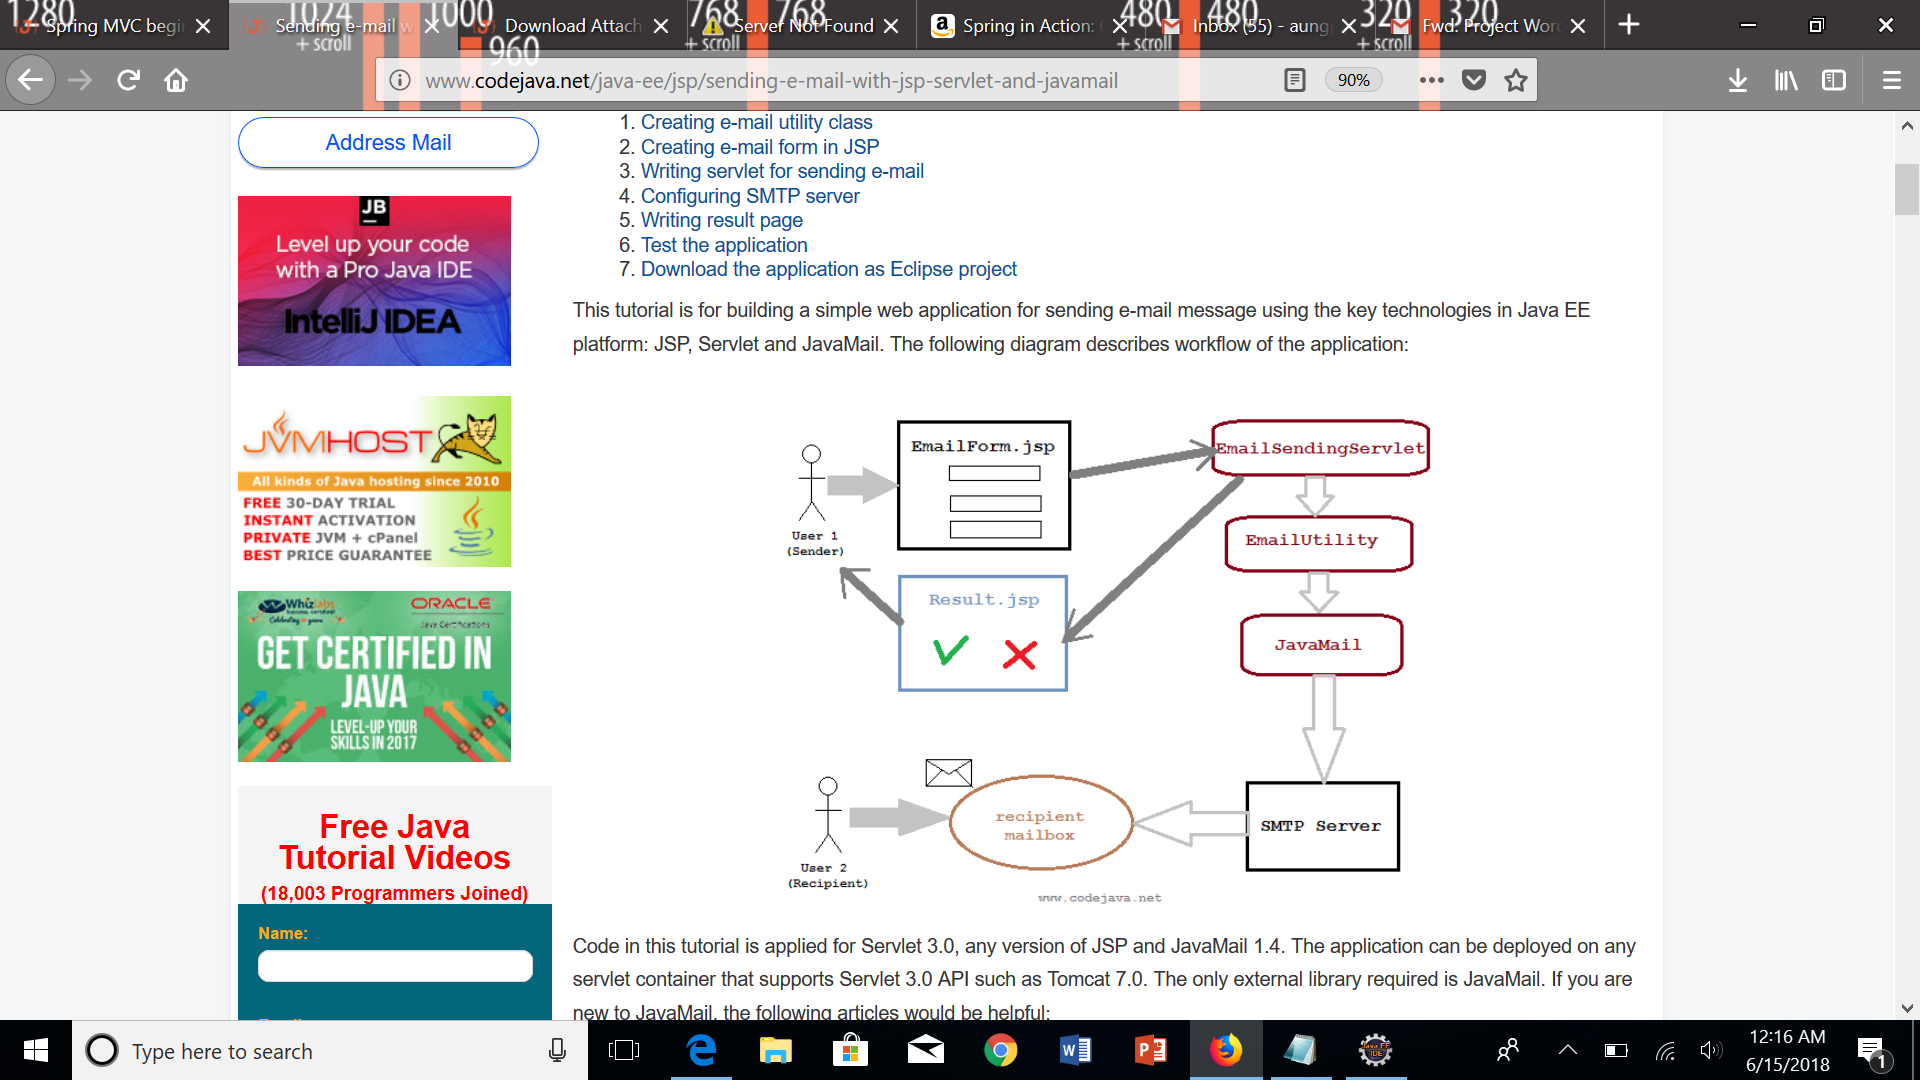 1280
1024
+ scroll
1000
960
768
+ scroll
768
480
+ scroll
480
320
+ scroll
320
Spring MVC begin
Sending e-mail w
Download Attach
Server Not Found
Spring in Action:
Inbox (55) - aung
Fwd: Project Wor
www.codejava.net/java-ee/jsp/sending-e-mail-with-jsp-servlet-and-javamail
90%
Address Mail
JB
Level up your code
with a Pro Java IDE
IntelliJ IDEA
JVMHOST
All kinds of Java hosting since 2010
FREE 30-DAY TRIAL
INSTANT ACTIVATION
PRIVATE JVM + cPanel
BEST PRICE GUARANTEE
Whizlabs
ORACLE
Java Certifications
GET CERTIFIED IN
JAVA
LEVEL-UP YOUR
SKILLS IN 2017
Free Java
Tutorial Videos
(18,003 Programmers Joined)
Name:
1. Creating e-mail utility class
2. Creating e-mail form in JSP
3. Writing servlet for sending e-mail
4. Configuring SMTP server
5. Writing result page
6. Test the application
7. Download the application as Eclipse project
This tutorial is for building a simple web application for sending e-mail message using the key technologies in Java EE
platform: JSP, Servlet and JavaMail. The following diagram describes workflow of the application:
EmailForm.jsp
EmailSendingServlet
User 1
(Sender)
EmailUtility
Result.jsp
JavaMail
recipient
mailbox
SMTP Server
User 2
(Recipient)
www.codejava.net
Code in this tutorial is applied for Servlet 3.0, any version of JSP and JavaMail 1.4. The application can be deployed on any
servlet container that supports Servlet 3.0 API such as Tomcat 7.0. The only external library required is JavaMail. If you are
new to JavaMail, the following articles would be helpful:
Type here to search
Java EE
IDE
12:16 AM
6/15/2018
1